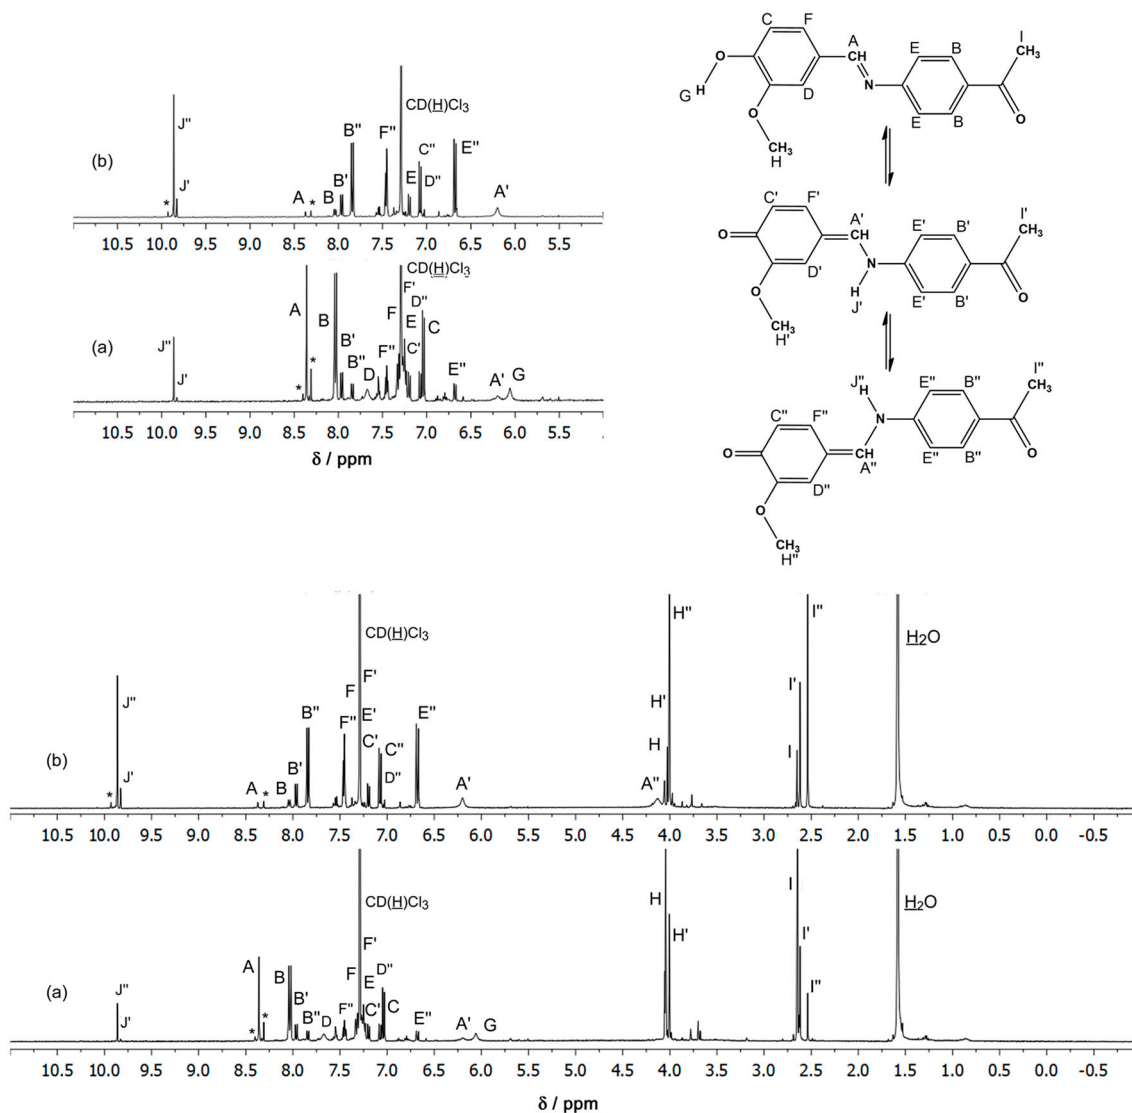 C F A E B I
CH
CH₃
O
H
G
N
O
D
E B
O
CH₃
H
C' F' A' E' B' I'
CH
CH₃
O
N
O
D'
H
E' B'
O
J'
CH₃
H'
J'' E'' B'' I''
H
CH₃
C'' F''
N
O
CH
O
A''
E'' B''
D''
O
CH₃
H''
(b)
J'' J' * A * B B' B'' F'' CD(H)Cl₃ E C'' D'' E'' A'
10.5 10.0 9.5 9.0 8.5 8.0 7.5 7.0 6.5 6.0 5.5
(a)
J'' J' * A * B B' B'' D F'' F CD(H)Cl₃ F' D'' E C' C E'' A' G
10.5 10.0 9.5 9.0 8.5 8.0 7.5 7.0 6.5 6.0 5.5
δ / ppm
(b)
* J'' J' A * B B' B'' F'' F CD(H)Cl₃ F' E' C' C'' D'' E'' A' A'' H H' H'' I I' I'' H₂O
10.5 10.0 9.5 9.0 8.5 8.0 7.5 7.0 6.5 6.0 5.5 5.0 4.5 4.0 3.5 3.0 2.5 2.0 1.5 1.0 0.5 0.0 -0.5
(a)
J'' J' * A * B B' B'' D F'' F CD(H)Cl₃ F' E D'' C' C E'' A' G H H' I I' I'' H₂O
10.5 10.0 9.5 9.0 8.5 8.0 7.5 7.0 6.5 6.0 5.5 5.0 4.5 4.0 3.5 3.0 2.5 2.0 1.5 1.0 0.5 0.0 -0.5
δ / ppm